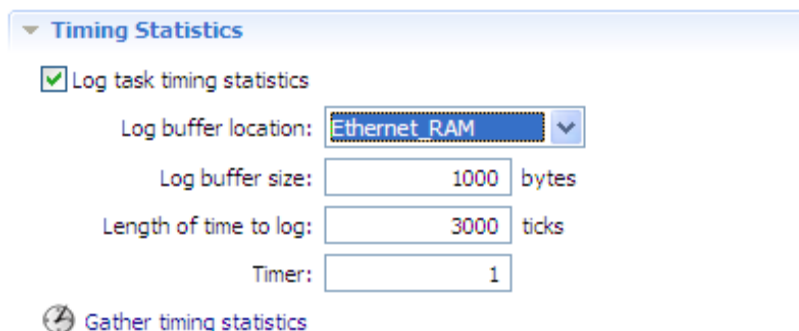 Timing Statistics
Log task timing statistics
Log buffer location: Ethernet_RAM
Log buffer size: 1000 bytes
Length of time to log: 3000 ticks
Timer: 1
Gather timing statistics